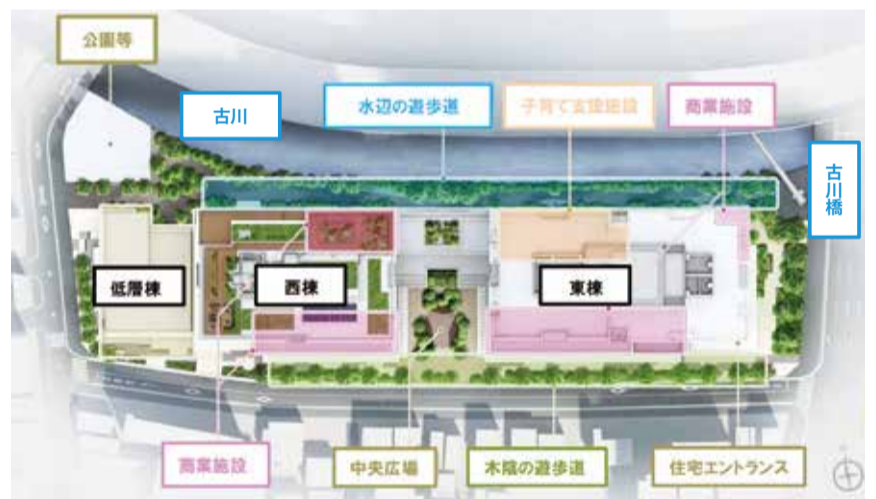 公園等
古川
水辺の遊歩道
子育て支援施設
商業施設
古川橋
低層棟
西棟
東棟
商業施設
中央広場
木陰の遊歩道
住宅エントランス